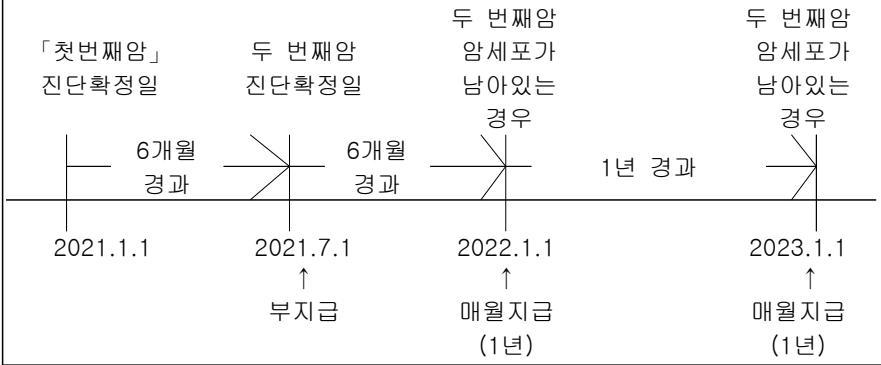 「첫번째암」
진단확정일
두 번째암
진단확정일
두 번째암
암세포가
남아있는
경우
두 번째암
암세포가
남아있는
경우
6개월
경과
6개월
경과
1년 경과
2021.1.1
2021.7.1
2022.1.1
2023.1.1
↑
↑
↑
부지급
매월지급
(1년)
매월지급
(1년)